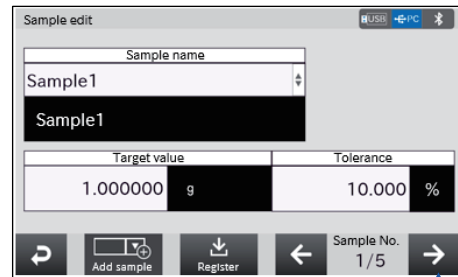 Sample edit
USB PC
Sample name
Sample1
Sample1
Target value
Tolerance
1.000000 g
10.000 %
Add sample
Register
Sample No.
1/5